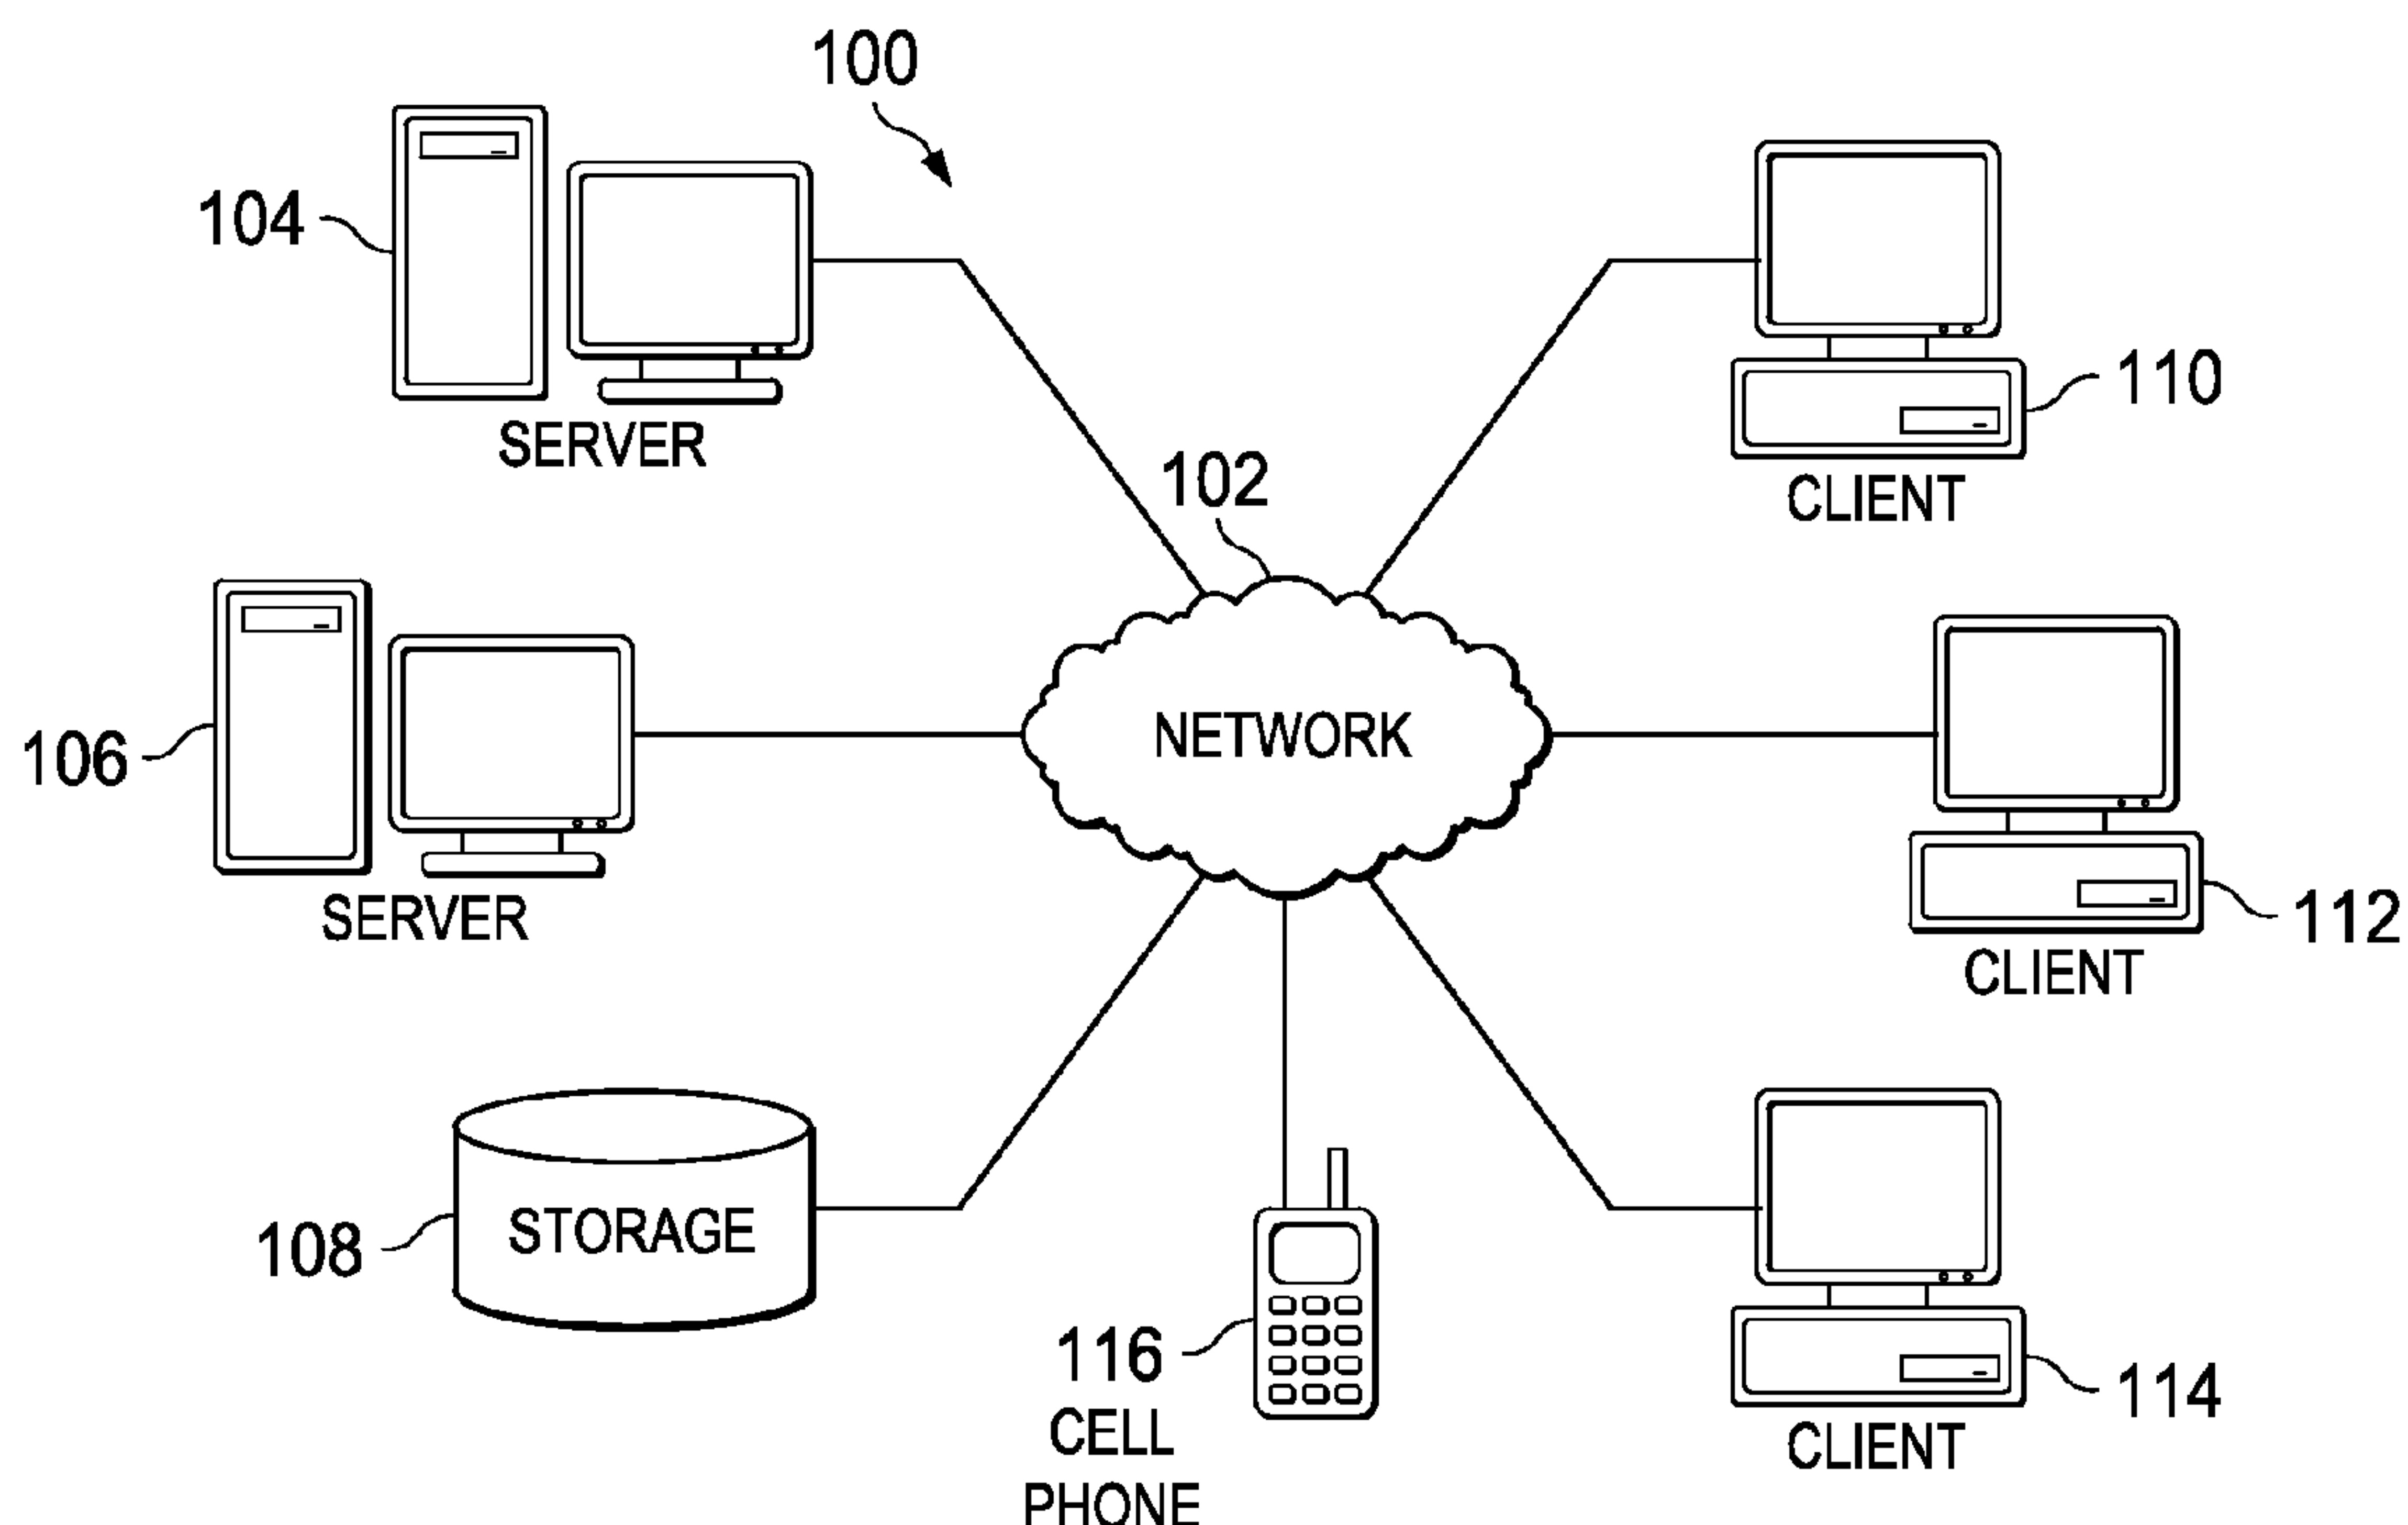 100
104
SERVER
110
CLIENT
102
NETWORK
106
SERVER
112
CLIENT
108
STORAGE
116
CELL
PHONE
114
CLIENT